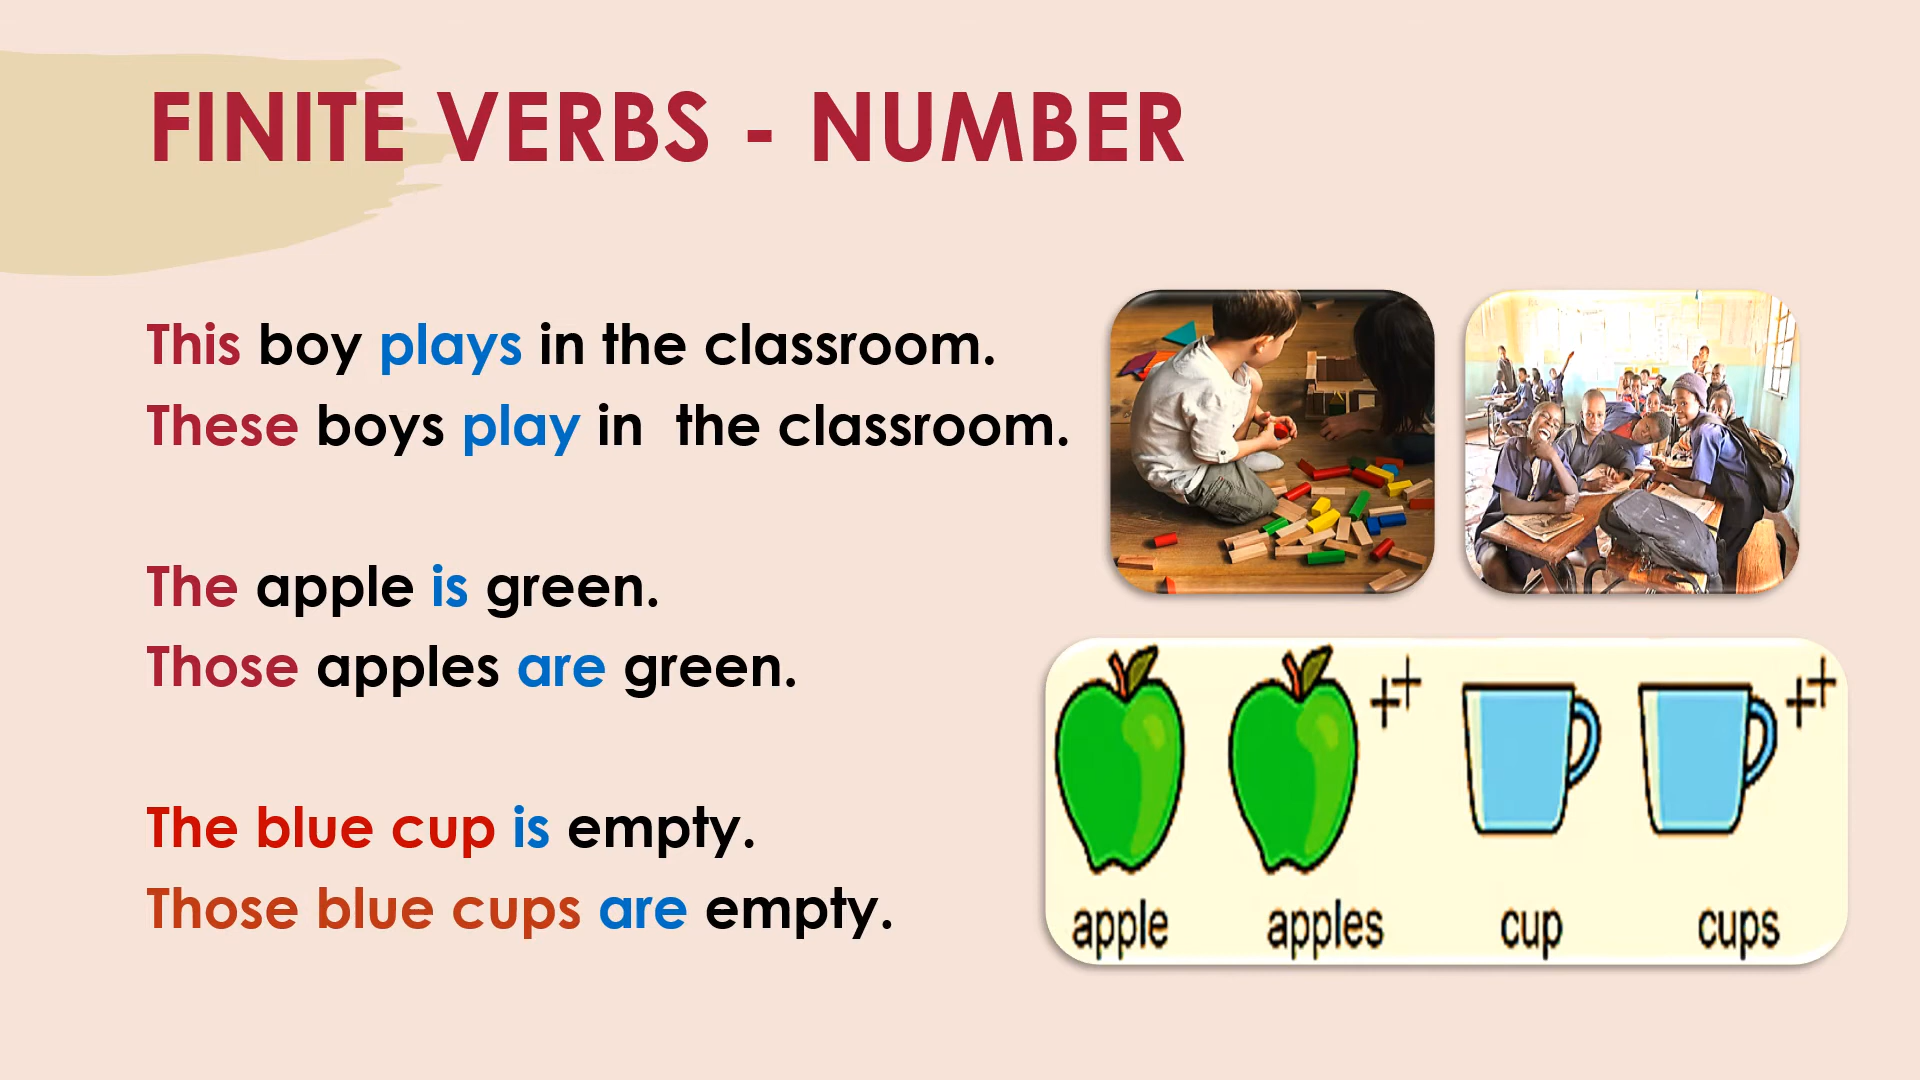 FINITE VERBS - NUMBER
This boy plays in the classroom.
These boys play in  the classroom.
The apple is green.
Those apples are green.
The blue cup is empty.
Those blue cups are empty.
apple apples cup cups